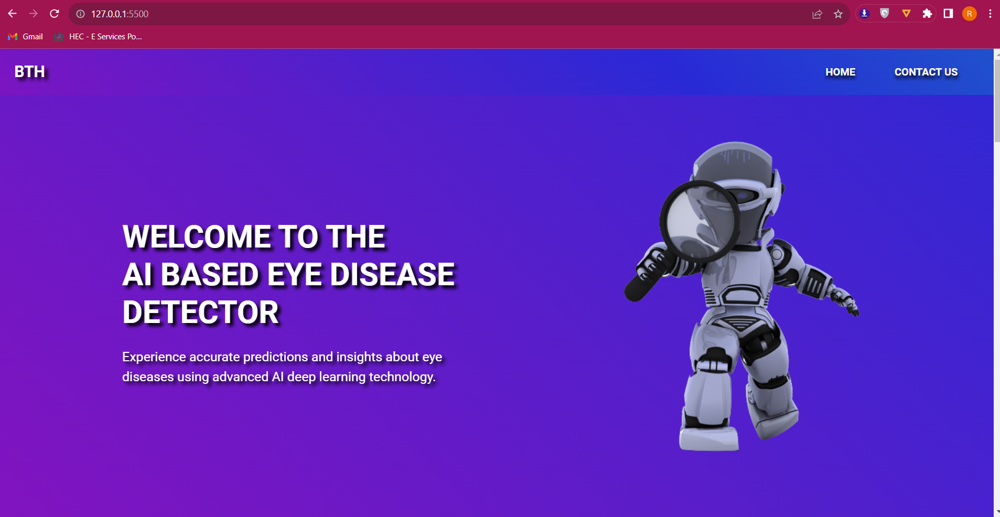 127.0.0.1:5500
R
Gmail
HEC - E Services Po...
BTH
HOME
CONTACT US
WELCOME TO THE
AI BASED EYE DISEASE
DETECTOR
Experience accurate predictions and insights about eye
diseases using advanced AI deep learning technology.